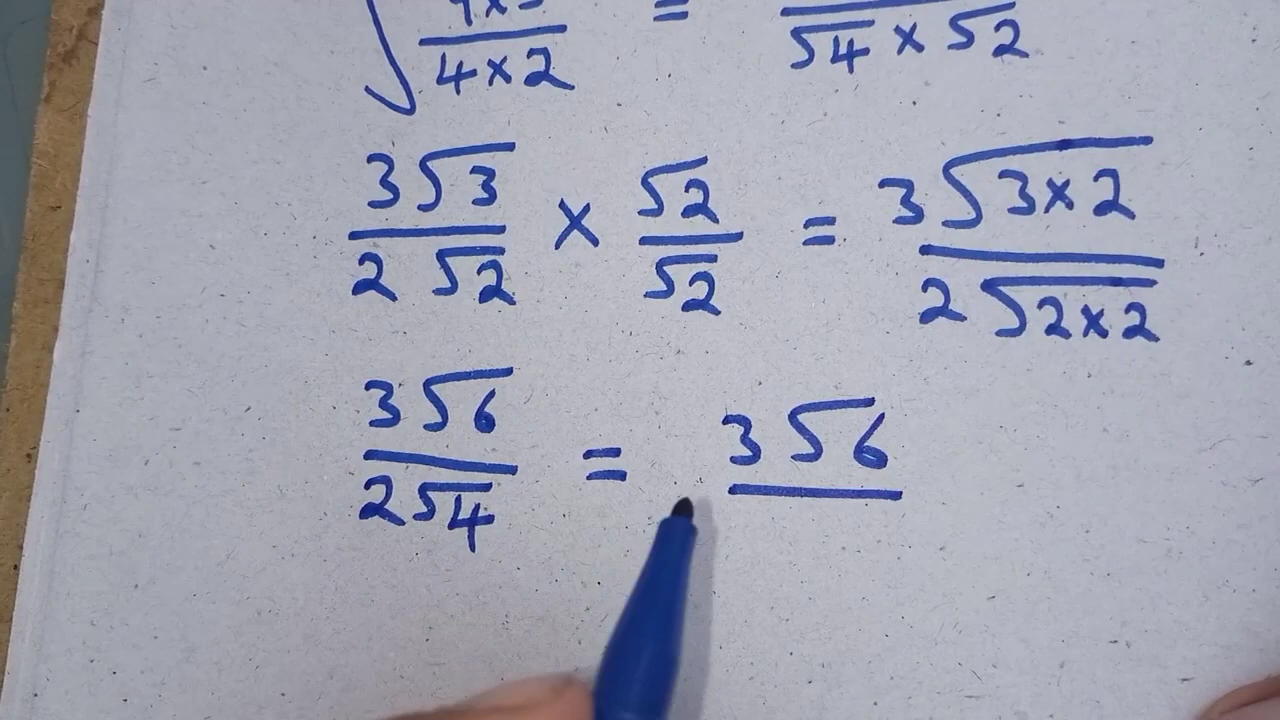 √ 4×2 = √4 × √2
3√3 / 2√2 × √2 / √2 = 3√3×2 / 2√2×2
3√6 / 2√4 = 3√6